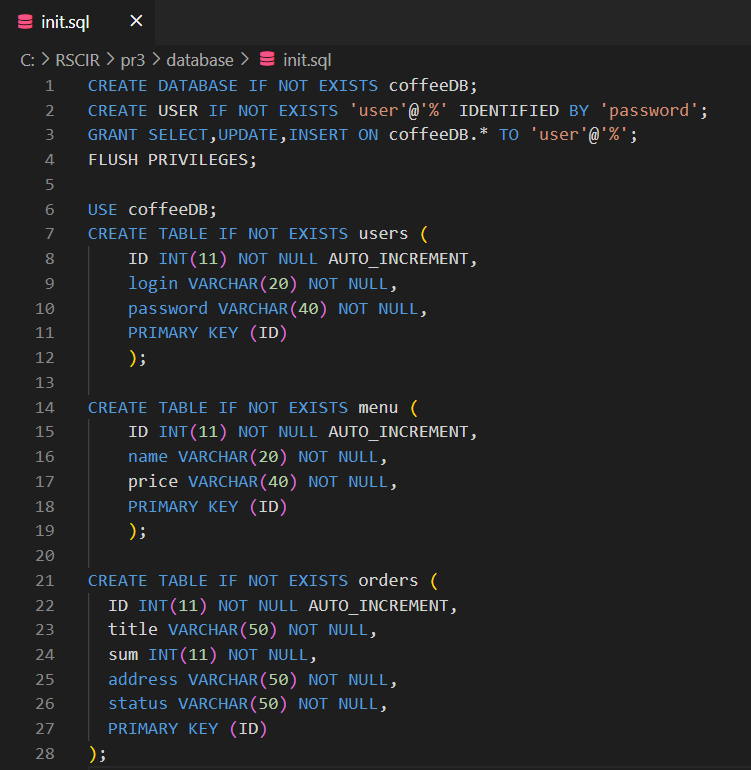 init.sql ×
C: > RSCIR > pr3 > database > init.sql
1 CREATE DATABASE IF NOT EXISTS coffeeDB;
2 CREATE USER IF NOT EXISTS 'user'@'%' IDENTIFIED BY 'password';
3 GRANT SELECT,UPDATE,INSERT ON coffeeDB.* TO 'user'@'%';
4 FLUSH PRIVILEGES;
5
6 USE coffeeDB;
7 CREATE TABLE IF NOT EXISTS users (
8     ID INT(11) NOT NULL AUTO_INCREMENT,
9     login VARCHAR(20) NOT NULL,
10     password VARCHAR(40) NOT NULL,
11     PRIMARY KEY (ID)
12     );
13
14 CREATE TABLE IF NOT EXISTS menu (
15     ID INT(11) NOT NULL AUTO_INCREMENT,
16     name VARCHAR(20) NOT NULL,
17     price VARCHAR(40) NOT NULL,
18     PRIMARY KEY (ID)
19     );
20
21 CREATE TABLE IF NOT EXISTS orders (
22   ID INT(11) NOT NULL AUTO_INCREMENT,
23   title VARCHAR(50) NOT NULL,
24   sum INT(11) NOT NULL,
25   address VARCHAR(50) NOT NULL,
26   status VARCHAR(50) NOT NULL,
27   PRIMARY KEY (ID)
28 );